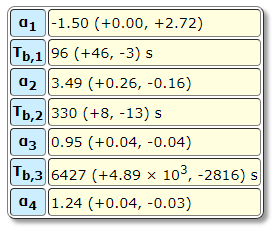 α1 -1.50 (+0.00, +2.72)
Tb,1 96 (+46, -3) s
α2 3.49 (+0.26, -0.16)
Tb,2 330 (+8, -13) s
α3 0.95 (+0.04, -0.04)
Tb,3 6427 (+4.89 × 10³, -2816) s
α4 1.24 (+0.04, -0.03)